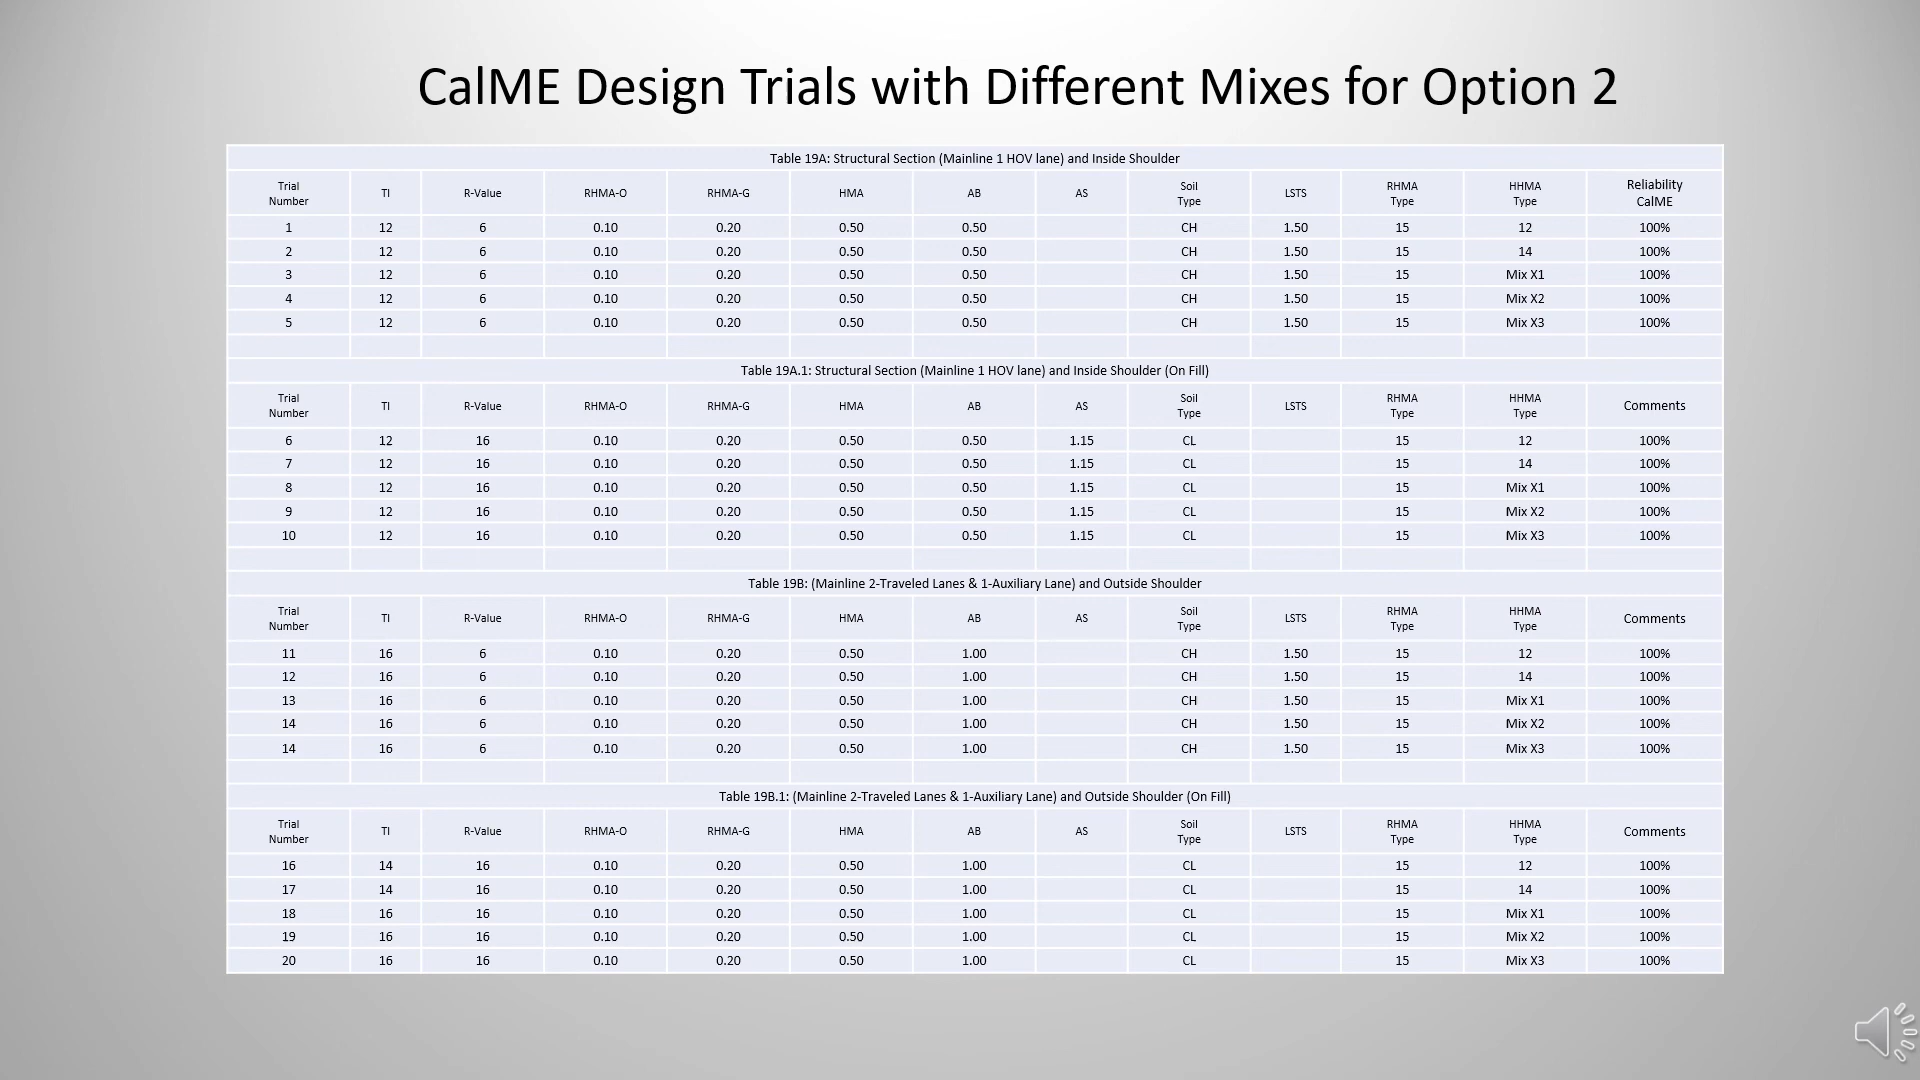 CalME Design Trials with Different Mixes for Option 2
Table 19A: Structural Section (Mainline 1 HOV lane) and Inside Shoulder
Trial Number TI R-Value RHMA-O RHMA-G HMA AB AS Soil Type LSTS RHMA Type HHMA Type Reliability CalME
1 12 6 0.10 0.20 0.50 0.50 CH 1.50 15 12 100%
2 12 6 0.10 0.20 0.50 0.50 CH 1.50 15 14 100%
3 12 6 0.10 0.20 0.50 0.50 CH 1.50 15 Mix X1 100%
4 12 6 0.10 0.20 0.50 0.50 CH 1.50 15 Mix X2 100%
5 12 6 0.10 0.20 0.50 0.50 CH 1.50 15 Mix X3 100%
Table 19A.1: Structural Section (Mainline 1 HOV lane) and Inside Shoulder (On Fill)
Trial Number TI R-Value RHMA-O RHMA-G HMA AB AS Soil Type LSTS RHMA Type HHMA Type Comments
6 12 16 0.10 0.20 0.50 0.50 1.15 CL 15 12 100%
7 12 16 0.10 0.20 0.50 0.50 1.15 CL 15 14 100%
8 12 16 0.10 0.20 0.50 0.50 1.15 CL 15 Mix X1 100%
9 12 16 0.10 0.20 0.50 0.50 1.15 CL 15 Mix X2 100%
10 12 16 0.10 0.20 0.50 0.50 1.15 CL 15 Mix X3 100%
Table 19B: (Mainline 2-Traveled Lanes & 1-Auxiliary Lane) and Outside Shoulder
Trial Number TI R-Value RHMA-O RHMA-G HMA AB AS Soil Type LSTS RHMA Type HHMA Type Comments
11 16 6 0.10 0.20 0.50 1.00 CH 1.50 15 12 100%
12 16 6 0.10 0.20 0.50 1.00 CH 1.50 15 14 100%
13 16 6 0.10 0.20 0.50 1.00 CH 1.50 15 Mix X1 100%
14 16 6 0.10 0.20 0.50 1.00 CH 1.50 15 Mix X2 100%
14 16 6 0.10 0.20 0.50 1.00 CH 1.50 15 Mix X3 100%
Table 19B.1: (Mainline 2-Traveled Lanes & 1-Auxiliary Lane) and Outside Shoulder (On Fill)
Trial Number TI R-Value RHMA-O RHMA-G HMA AB AS Soil Type LSTS RHMA Type HHMA Type Comments
16 14 16 0.10 0.20 0.50 1.00 CL 15 12 100%
17 14 16 0.10 0.20 0.50 1.00 CL 15 14 100%
18 16 16 0.10 0.20 0.50 1.00 CL 15 Mix X1 100%
19 16 16 0.10 0.20 0.50 1.00 CL 15 Mix X2 100%
20 16 16 0.10 0.20 0.50 1.00 CL 15 Mix X3 100%